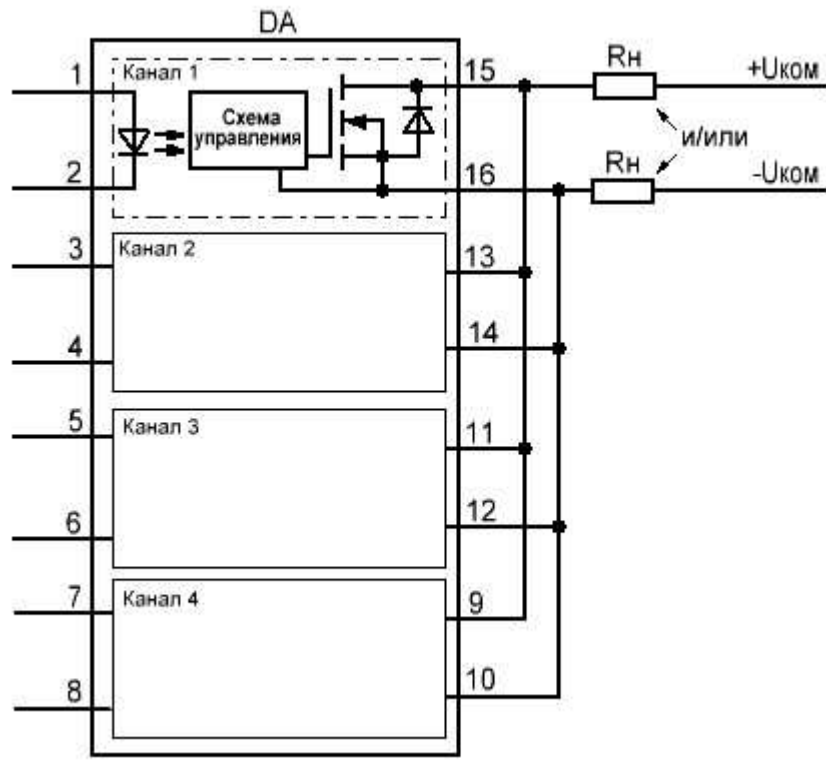 DA
1
Канал 1
15
Rн
+Uком
Схема
управления
и/или
2
16
Rн
-Uком
3
Канал 2
13
4
14
5
Канал 3
11
6
12
7
Канал 4
9
8
10